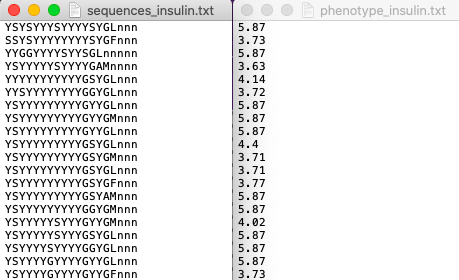 sequences_insulin.txt
YSYSYYYSYYYYSYGLnnn
SSYSYYYYYYYYSYGFnnn
YYGGYYYYSYYSGLnnnnn
YSYYYYYSYYYYGAMnnnn
YYYYYYYYYYYGSYGLnnn
YYSYYYYYYYYGGYGLnnn
YSYYYYYYYYYGYYGLnnn
YSYYYYYYYYYGYYGMnnn
YSYYYYYYYYYGYYGLnnn
YSYYYYYSYYYGSYGLnnn
YSYYYYYYYYYGSYGMnnn
YSYYYYYYYYYGSYGLnnn
YSYYYYYYYYYYSYGFnnn
YSYYYYYYYYYGSYAMnnn
YSYYYYYYYYYGGYGMnnn
YSYYYYYSYYYGYYGMnnn
YSYYYYYSYYYGSYGLnnn
YSYYYYSYYYYGGYGLnnn
YSYYYYGYYYYGYYGLnnn
YSYYYYGYYYYGYYGFnnn
phenotype_insulin.txt
5.87
3.73
5.87
3.63
4.14
3.72
5.87
5.87
5.87
4.4
3.71
3.71
3.77
5.87
5.87
4.02
5.87
5.87
5.87
3.73